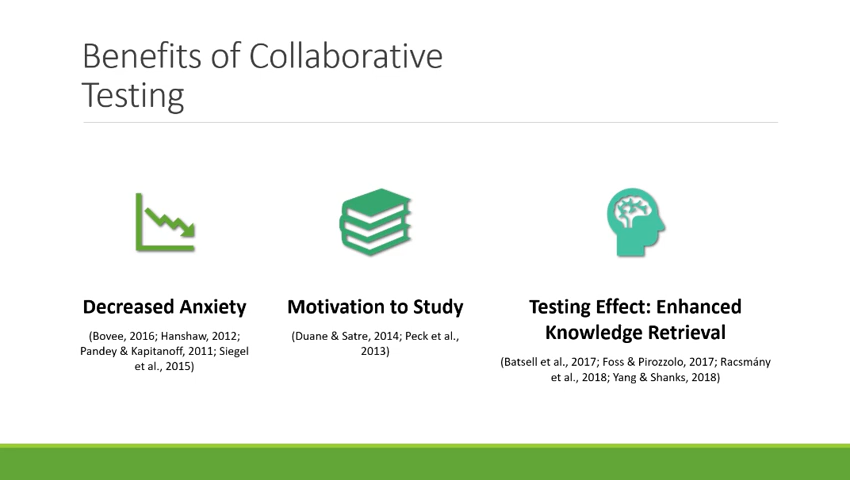 Benefits of Collaborative
Testing
Decreased Anxiety
(Bovee, 2016; Hanshaw, 2012;
Pandey & Kapitanoff, 2011; Siegel
et al., 2015)
Motivation to Study
(Duane & Satre, 2014; Peck et al.,
2013)
Testing Effect: Enhanced
Knowledge Retrieval
(Batsell et al., 2017; Foss & Pirozzolo, 2017; Racsmány
et al., 2018; Yang & Shanks, 2018)